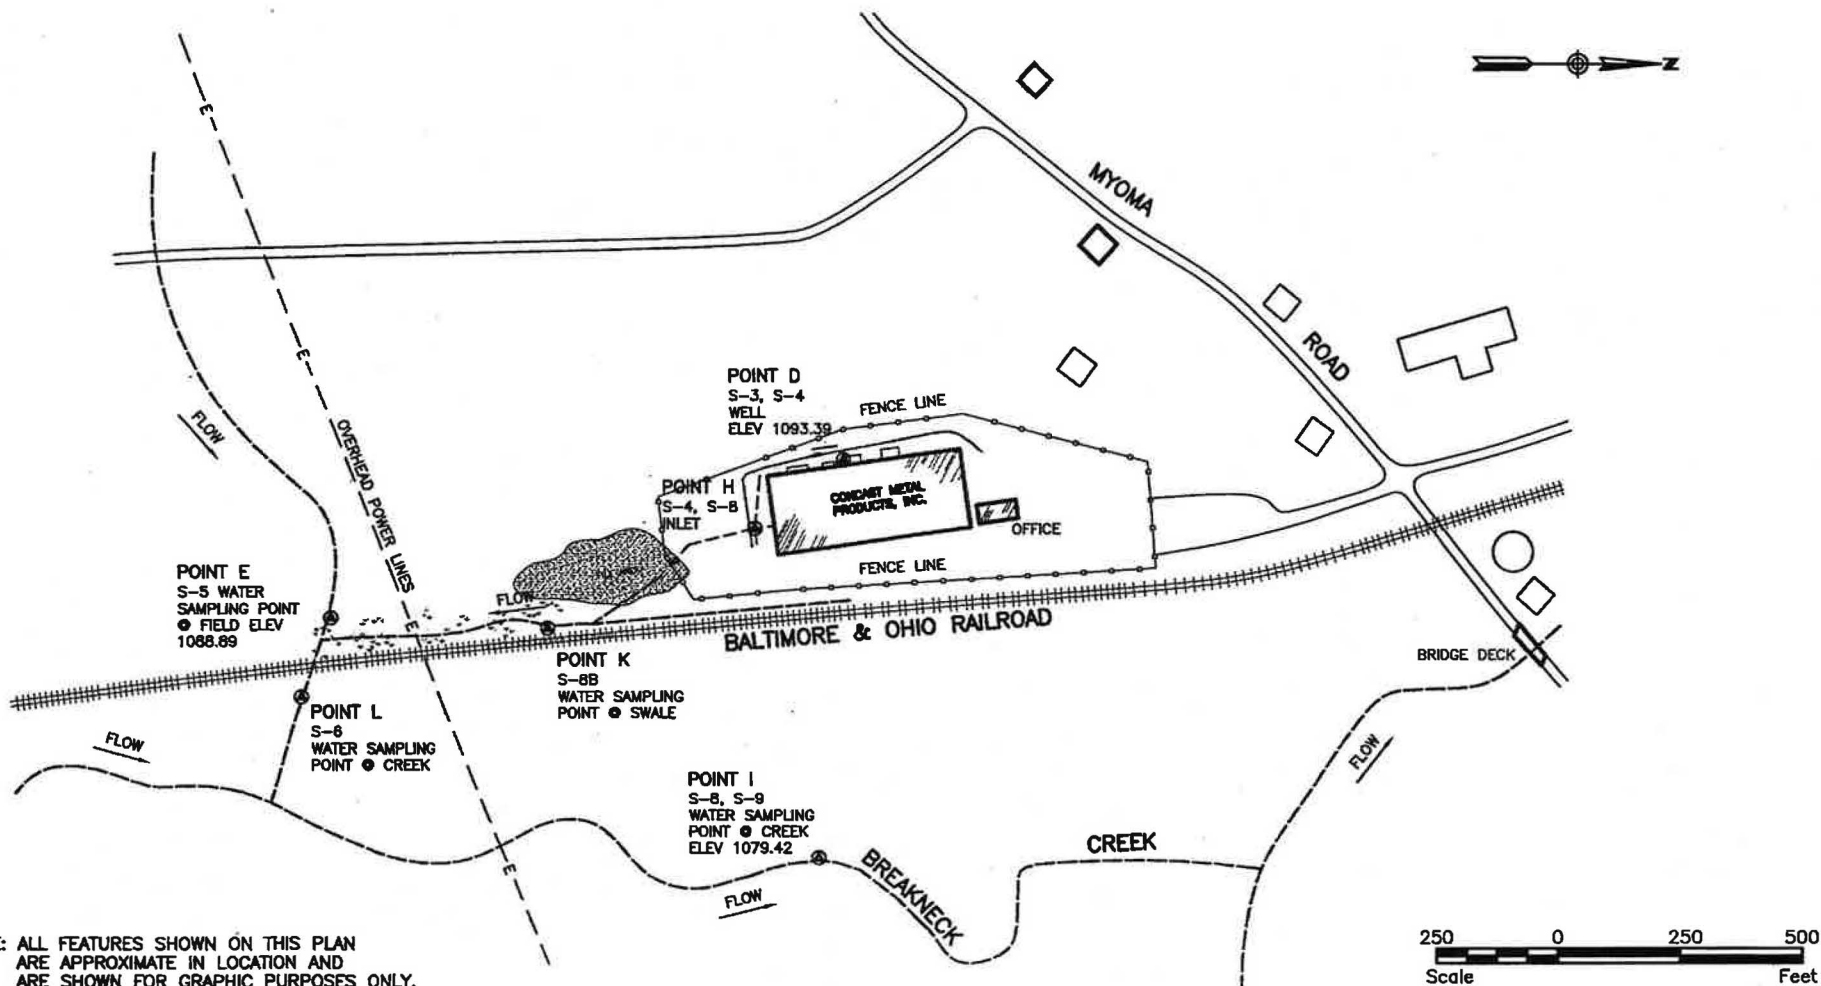 Z
MYOMA
ROAD
E
POINT D
S-3, S-4
WELL
ELEV 1093.39
FENCE LINE
FLOW
OVERHEAD POWER LINES
POINT H
S-4, S-8
INLET
CONCAST METAL
PRODUCTS, INC.
OFFICE
FENCE LINE
POINT E
S-5 WATER
SAMPLING POINT
@ FIELD ELEV
1088.89
FLOW
E
E
BALTIMORE & OHIO RAILROAD
BRIDGE DECK
POINT K
S-8B
WATER SAMPLING
POINT @ SWALE
POINT L
S-6
WATER SAMPLING
POINT @ CREEK
FLOW
FLOW
POINT I
S-8, S-9
WATER SAMPLING
POINT @ CREEK
ELEV 1079.42
BREAKNECK
CREEK
E
FLOW
: ALL FEATURES SHOWN ON THIS PLAN
ARE APPROXIMATE IN LOCATION AND
ARE SHOWN FOR GRAPHIC PURPOSES ONLY.
250 0 250 500
Scale Feet